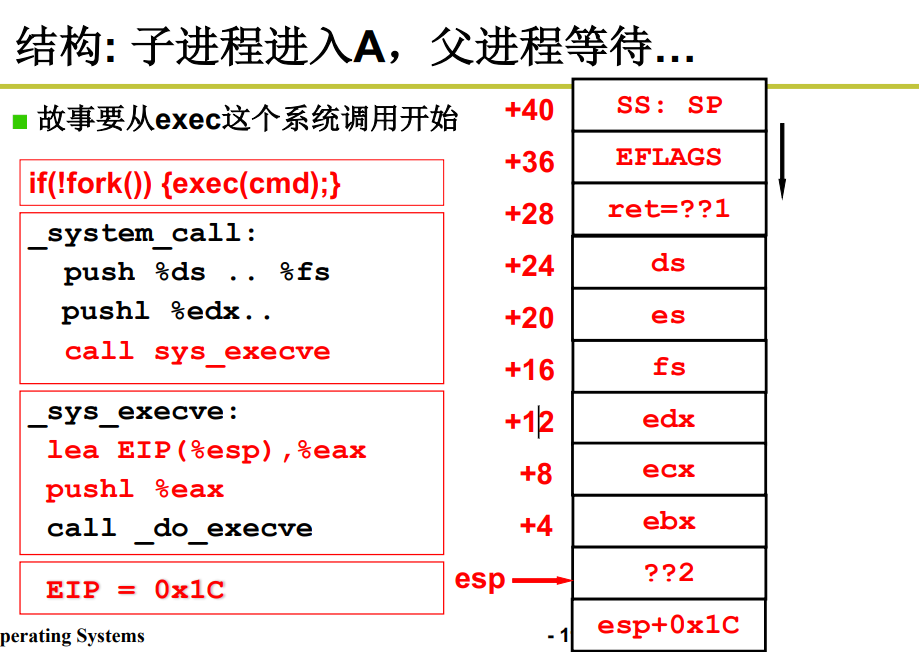 结构: 子进程进入A，父进程等待…
故事要从exec这个系统调用开始
if(!fork()) {exec(cmd);}
_system_call:
push %ds .. %fs
pushl %edx..
call sys_execve
_sys_execve:
lea EIP(%esp),%eax
pushl %eax
call _do_execve
EIP = 0x1C
+40 SS: SP
+36 EFLAGS
+28 ret=??1
+24 ds
+20 es
+16 fs
+12 edx
+8 ecx
+4 ebx
esp ??2
esp+0x1C
perating Systems
- 1